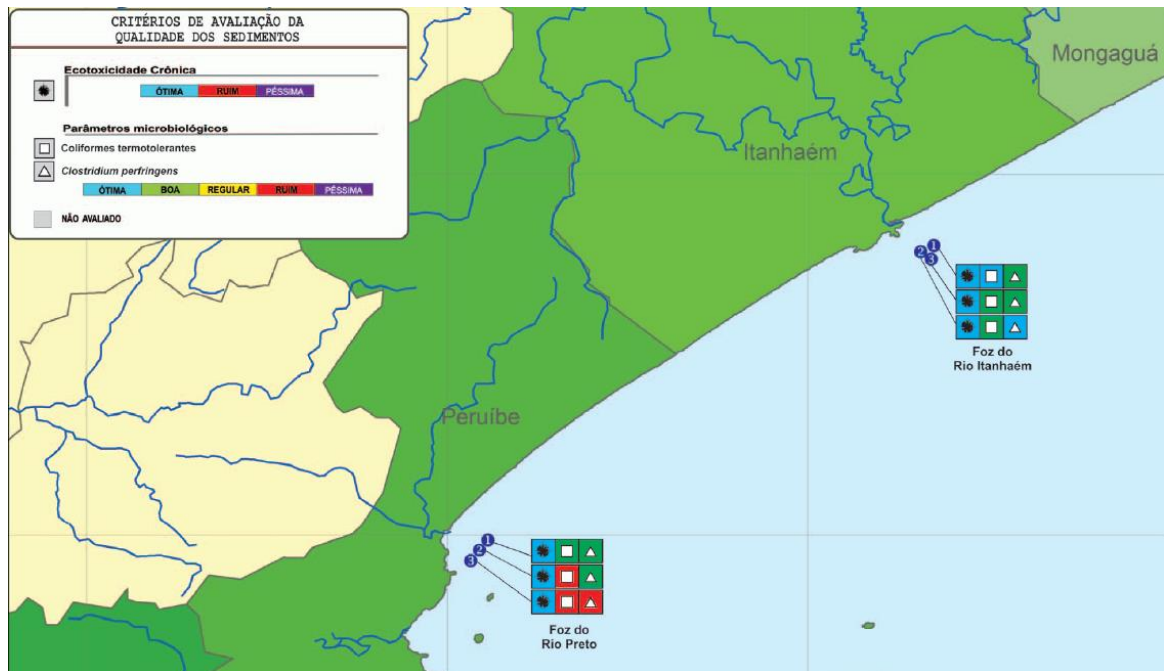 CRITÉRIOS DE AVALIAÇÃO DA
QUALIDADE DOS SEDIMENTOS
Ecotoxicidade Crônica
ÓTIMA RUIM PÉSSIMA
Parâmetros microbiológicos
Coliformes termotolerantes
Clostridium perfringens
ÓTIMA BOA REGULAR RUIM PÉSSIMA
NÃO AVALIADO
Mongaguá
Itanhaém
1
2
3
Foz do
Rio Itanhaém
Peruíbe
1
2
3
Foz do
Rio Preto